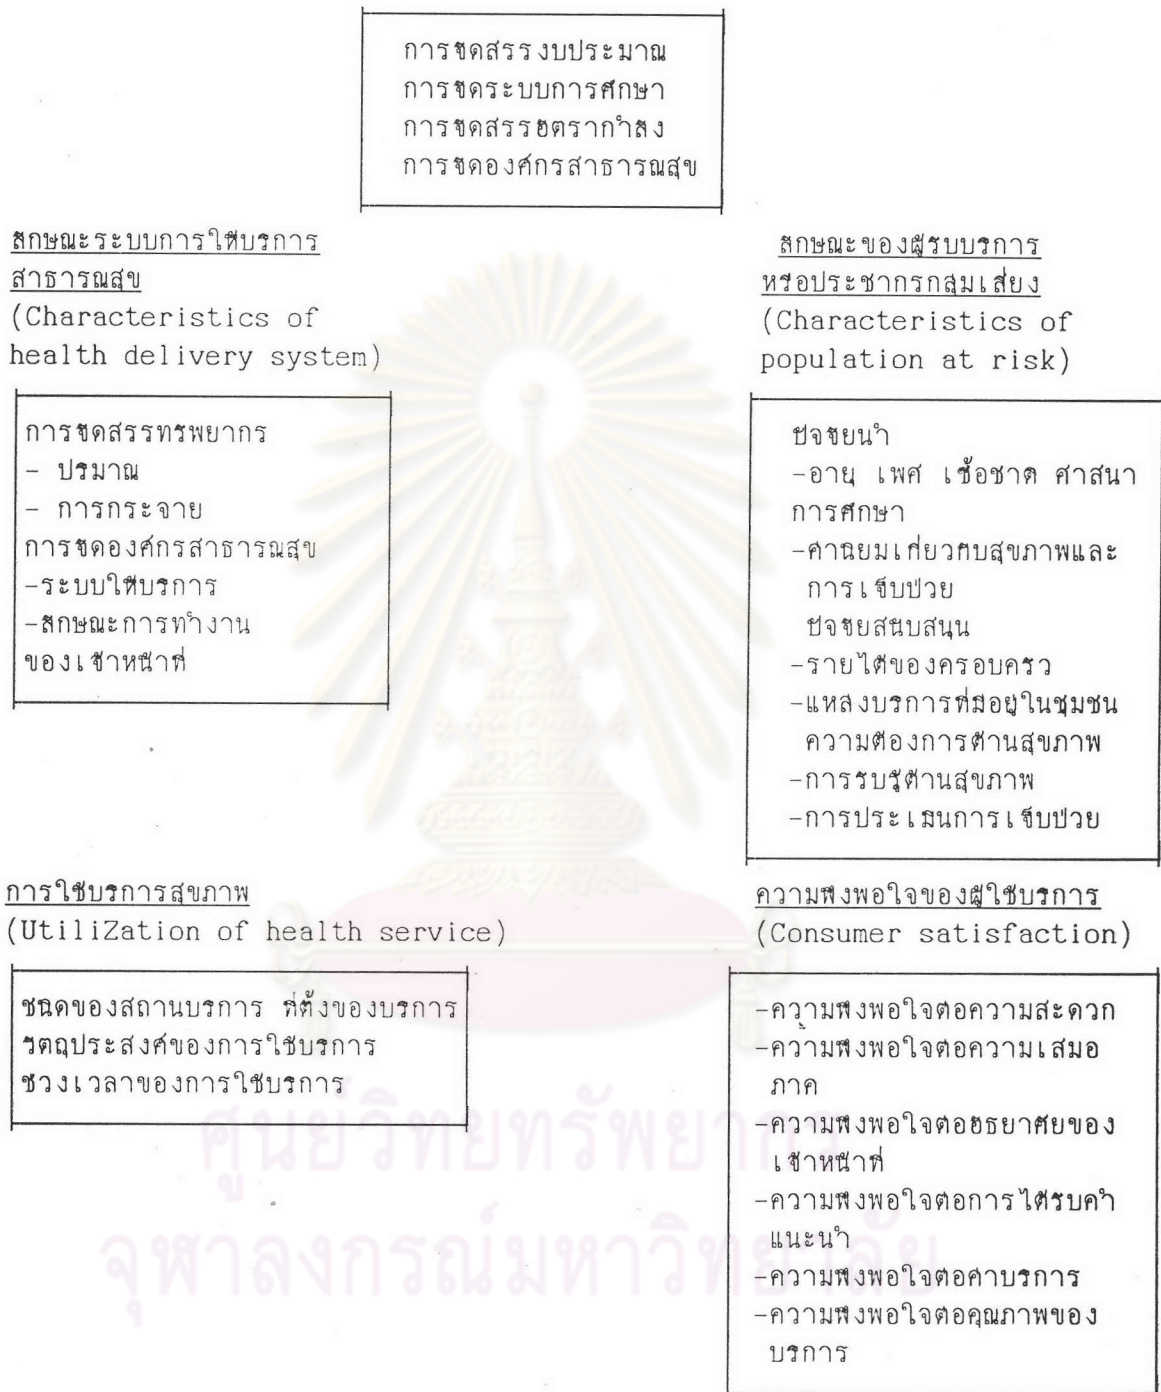 การจัดสรรงบประมาณ
การจัดระบบการศึกษา
การจัดสรรอัตรากำลัง
การจัดองค์กรสาธารณสุข
ลักษณะระบบการให้บริการ
สาธารณสุข
(Characteristics of
health delivery system)
การจัดสรรทรัพยากร
- ปริมาณ
- การกระจาย
การจัดองค์กรสาธารณสุข
-ระบบให้บริการ
-ลักษณะการทำงาน
ของเจ้าหน้าที่
ลักษณะของผู้รับบริการ
หรือประชากรกลุ่มเสี่ยง
(Characteristics of
population at risk)
ปัจจัยนำ
-อายุ เพศ เชื้อชาติ ศาสนา
การศึกษา
-ค่านิยมเกี่ยวกับสุขภาพและ
การเจ็บป่วย
ปัจจัยสนับสนุน
-รายได้ของครอบครัว
-แหล่งบริการที่มีอยู่ในชุมชน
ความต้องการด้านสุขภาพ
-การรับรู้ด้านสุขภาพ
-การประเมินการเจ็บป่วย
การใช้บริการสุขภาพ
(UtiliZation of health service)
ชนิดของสถานบริการ ที่ตั้งของบริการ
วัตถุประสงค์ของการใช้บริการ
ช่วงเวลาของการใช้บริการ
ความพึงพอใจของผู้ใช้บริการ
(Consumer satisfaction)
-ความพึงพอใจต่อความสะดวก
-ความพึงพอใจต่อความเสมอ
ภาค
-ความพึงพอใจต่ออัธยาศัยของ
เจ้าหน้าที่
-ความพึงพอใจต่อการได้รับคำ
แนะนำ
-ความพึงพอใจต่อค่าบริการ
-ความพึงพอใจต่อคุณภาพของ
บริการ
ศูนย์วิทยทรัพยากร
จุฬาลงกรณ์มหาวิทยาลัย